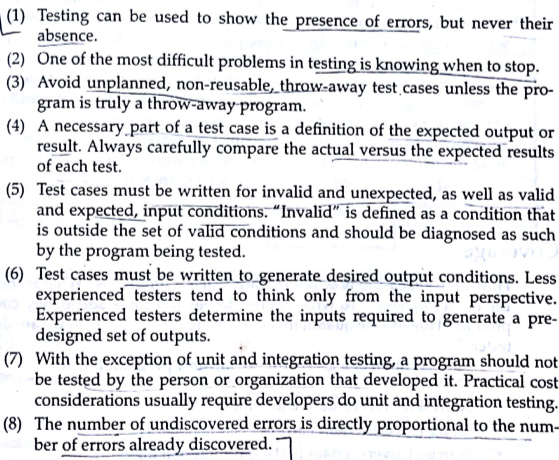 (1) Testing can be used to show the presence of errors, but never their
absence.
(2) One of the most difficult problems in testing is knowing when to stop.
(3) Avoid unplanned, non-reusable, throw-away test cases unless the pro-
gram is truly a throw-away program.
(4) A necessary part of a test case is a definition of the expected output or
result. Always carefully compare the actual versus the expected results
of each test.
(5) Test cases must be written for invalid and unexpected, as well as valid
and expected, input conditions. "Invalid" is defined as a condition that
is outside the set of valid conditions and should be diagnosed as such
by the program being tested.
(6) Test cases must be written to generate desired output conditions. Less
experienced testers tend to think only from the input perspective.
Experienced testers determine the inputs required to generate a pre-
designed set of outputs.
(7) With the exception of unit and integration testing, a program should not
be tested by the person or organization that developed it. Practical cost
considerations usually require developers do unit and integration testing.
(8) The number of undiscovered errors is directly proportional to the num-
ber of errors already discovered.